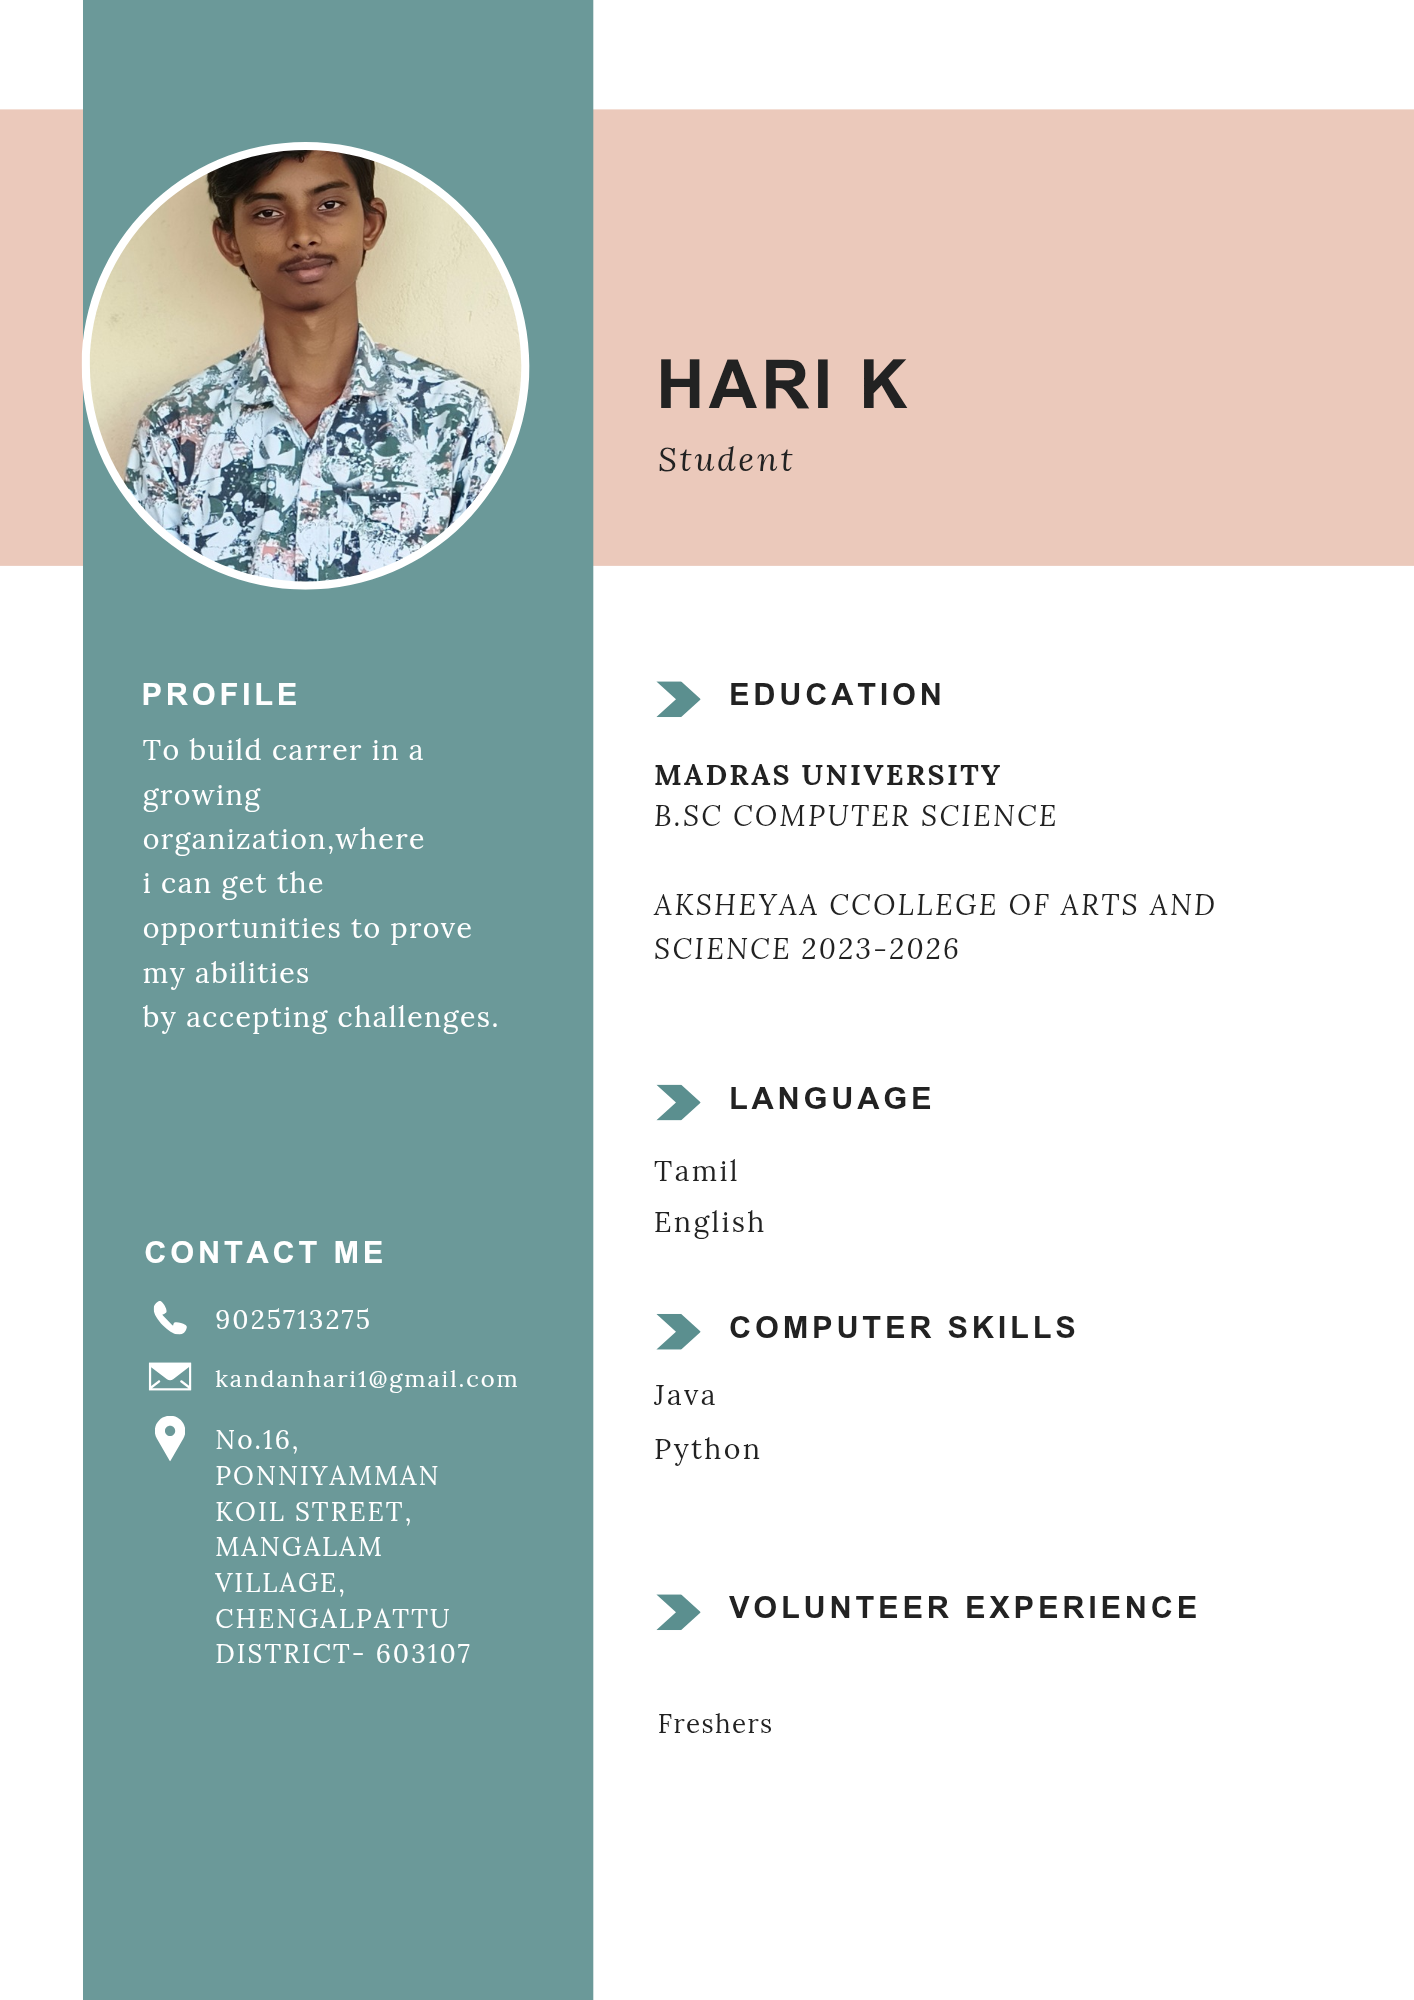 HARI K
Student
PROFILE
To build carrer in a
growing
organization,where
i can get the
opportunities to prove
my abilities
by accepting challenges.
CONTACT ME
9025713275
kandanhari1@gmail.com
No.16,
PONNIYAMMAN
KOIL STREET,
MANGALAM
VILLAGE,
CHENGALPATTU
DISTRICT- 603107
EDUCATION
MADRAS UNIVERSITY
B.SC COMPUTER SCIENCE
AKSHEYAA CCOLLEGE OF ARTS AND
SCIENCE 2023-2026
LANGUAGE
Tamil
English
COMPUTER SKILLS
Java
Python
VOLUNTEER EXPERIENCE
Freshers